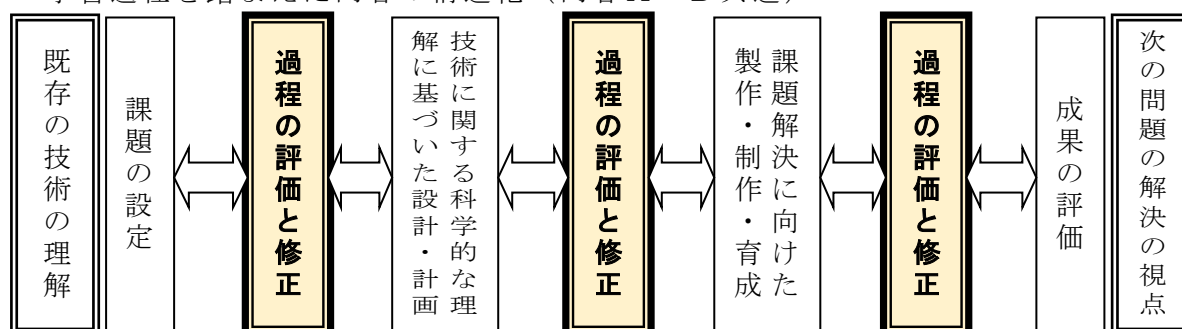 既存の技術の理解
課題の設定
過程の評価と修正
技術に関する科学的な理
解に基づいた設計・計画
過程の評価と修正
課題解決に向けた
製作・制作・育成
過程の評価と修正
成果の評価
次の問題の解決の視点